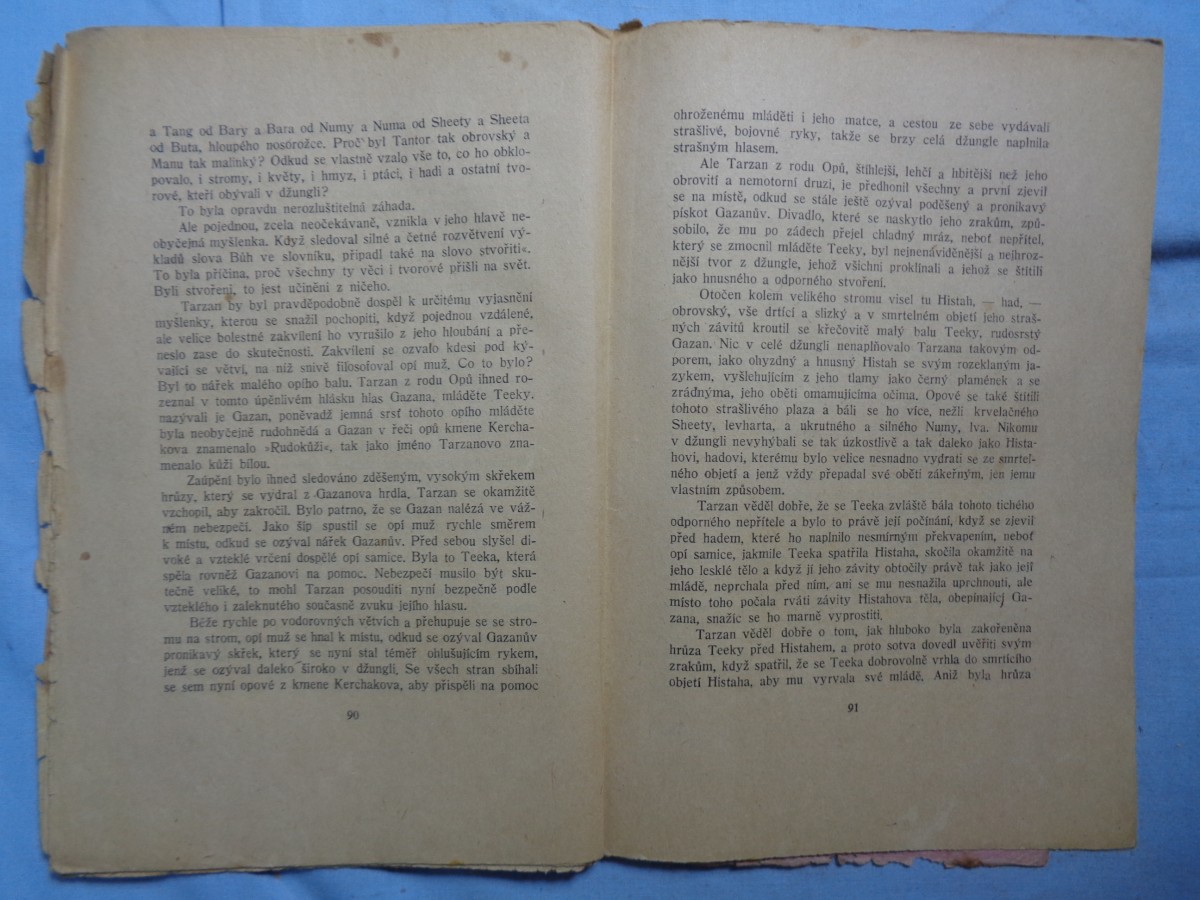 a Tang od Bary a Bara od Numy a Numa od Sheety a Sheeta
od Buta, hloupého nosorožce. Proč byl Tantor tak obrovský a
Manu tak malinký? Odkud se vlastně vzalo vše to, co ho obklo-
povalo, i stromy, i květy, i hmyz, i ptáci, i hadi a ostatní tvo-
rové, kteří obývali v džungli?
To byla opravdu nerozluštitelná záhada.
Ale pojednou, zcela neočekávaně, vznikla v jeho hlavě ne-
obyčejná myšlenka. Když sledoval silné a četné rozvětvení vý-
kladů slova Bůh ve slovníku, připadl také na slovo stvořiti«.
To byla příčina, proč všechny ty věci i tvorové přišli na svět.
Byli stvořeni, to jest učiněni z ničeho.
Tarzan by byl pravděpodobně dospěl k určitému vyjasnění
myšlenky, kterou se snažil pochopiti, když pojednou vzdálené,
ale velice bolestné zakvílení ho vyrušilo z jeho hloubání a pře-
neslo zase do skutečnosti. Zakvílení se ozvalo kdesi pod ký-
vající se větví, na níž snivě filosofoval opí muž. Co to bylo?
Byl to nářek malého opího balu. Tarzan z rodu Opů ihned ro-
zeznal v tomto úpěnlivém hlásku hlas Gazana, mláděte Teeky.
nazývali je Gazan, poněvadž jemná srsť tohoto opího mláděte
byla neobyčejně rudohnědá a Gazan v řeči opů kmene Kercha-
kova znamenalo »Rudokůži«, tak jako jméno Tarzanovo zna-
menalo kůži bílou.
Zaúpění bylo ihned sledováno zděšeným, vysokým skřekem
hrůzy, který se vydral z Gazanova hrdla. Tarzan se okamžitě
vzchopil, aby zakročil. Bylo patrno, že se Gazan nalézá ve váž-
ném nebezpečí. Jako šíp spustil se opí muž rychle směrem
k místu, odkud se ozýval nářek Gazanův. Před sebou slyšel di-
voké a vzteklé vrčení dospělé opí samice. Byla to Teeka, která
spěla rovněž Gazanovi na pomoc. Nebezpečí musilo být sku-
tečně veliké, to mohl Tarzan posouditi nyní bezpečně podle
vzteklého i zaleknutého současně zvuku jejího hlasu.
Běže rychle po vodorovných větvích a přehupuje se se stro-
mu na strom, opí muž se hnal k místu, odkud se ozýval Gazanův
pronikavý skřek, který se nyní stal téměř ohlušujícím rykem,
jenž se ozýval daleko široko v džungli. Se všech stran sbíhali
se sem nyní opové z kmene Kerchakova, aby přispěli na pomoc
90
ohroženému mláděti i jeho matce, a cestou ze sebe vydávali
strašlivé, bojovné ryky, takže se brzy celá džungle naplnila
strašným hlasem.
Ale Tarzan z rodu Opů, štíhlejší, lehčí a hbitější než jeho
obrovití a nemotorní druzi, je předhonil všechny a první zjevil
se na místě, odkud se stále ještě ozýval poděšený a pronikavý
pískot Gazanův. Divadlo, které se naskytlo jeho zrakům, způ-
sobilo, že mu po zádech přejel chladný mráz, neboť nepřítel,
který se zmocnil mláděte Teeky, byl nejnenáviděnější a nejhroz-
nější tvor z džungle, jehož všichni proklínali a jehož se štítili
jako hnusného a odporného stvoření.
Otočen kolem velikého stromu visel tu Histah, — had, —
obrovský, vše drtící a slizký a v smrtelném objetí jeho straš-
ných závitů kroutil se křečovitě malý balu Teeky, rudosrstý
Gazan. Nic v celé džungli nenaplňovalo Tarzana takovým od-
porem, jako ohyzdný a hnusný Histah se svým rozeklaným ja-
zykem, vyšlehujícím z jeho tlamy jako černý plamének a se
zrádnýma, jeho oběti omamujícíma očima. Opové se také štítili
tohoto strašlivého plaza a báli se ho více, nežli krvelačného
Sheety, levharta, a ukrutného a silného Numy, lva. Nikomu
v džungli nevyhýbali se tak úzkostlivě a tak daleko jako Hista-
hovi, hadovi, kterému bylo velice nesnadno vydrati se ze smrtel-
ného objetí a jenž vždy přepadal své oběti zákeřným, jen jemu
vlastním způsobem.
Tarzan věděl dobře, že se Teeka zvláště bála tohoto tichého
odporného nepřítele a bylo to právě její počínání, když se zjevil
před hadem, které ho naplnilo nesmírným překvapením, neboť
opí samice, jakmile Teeka spatřila Histaha, skočila okamžitě na
jeho lesklé tělo a když jí jeho závity obtočily právě tak jako její
mládě, neprchala před ním, ani se mu nesnažila uprchnouti, ale
místo toho počala rváti závity Histahova těla, obepínající Ga-
zana, snažíc se ho marně vyprostiti.
Tarzan věděl dobře o tom, jak hluboko byla zakořeněna
hrůza Teeky před Histahem, a proto sotva dovedl uvěřiti svým
zrakům, když spatřil, že se Teeka dobrovolně vrhla do smrtícího
objetí Histaha, aby mu vyrvala své mládě. Aniž byla hrůza
91